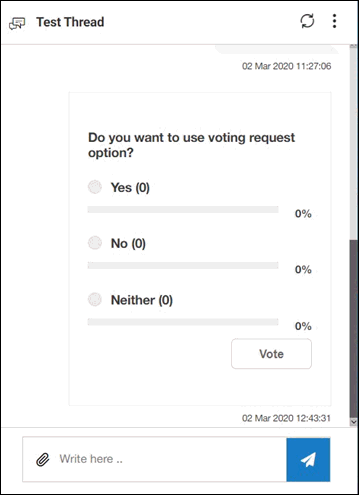 Test Thread
02 Mar 2020 11:27:06
Do you want to use voting request
option?
Yes (0)
0%
No (0)
0%
Neither (0)
0%
Vote
02 Mar 2020 12:43:31
Write here ..